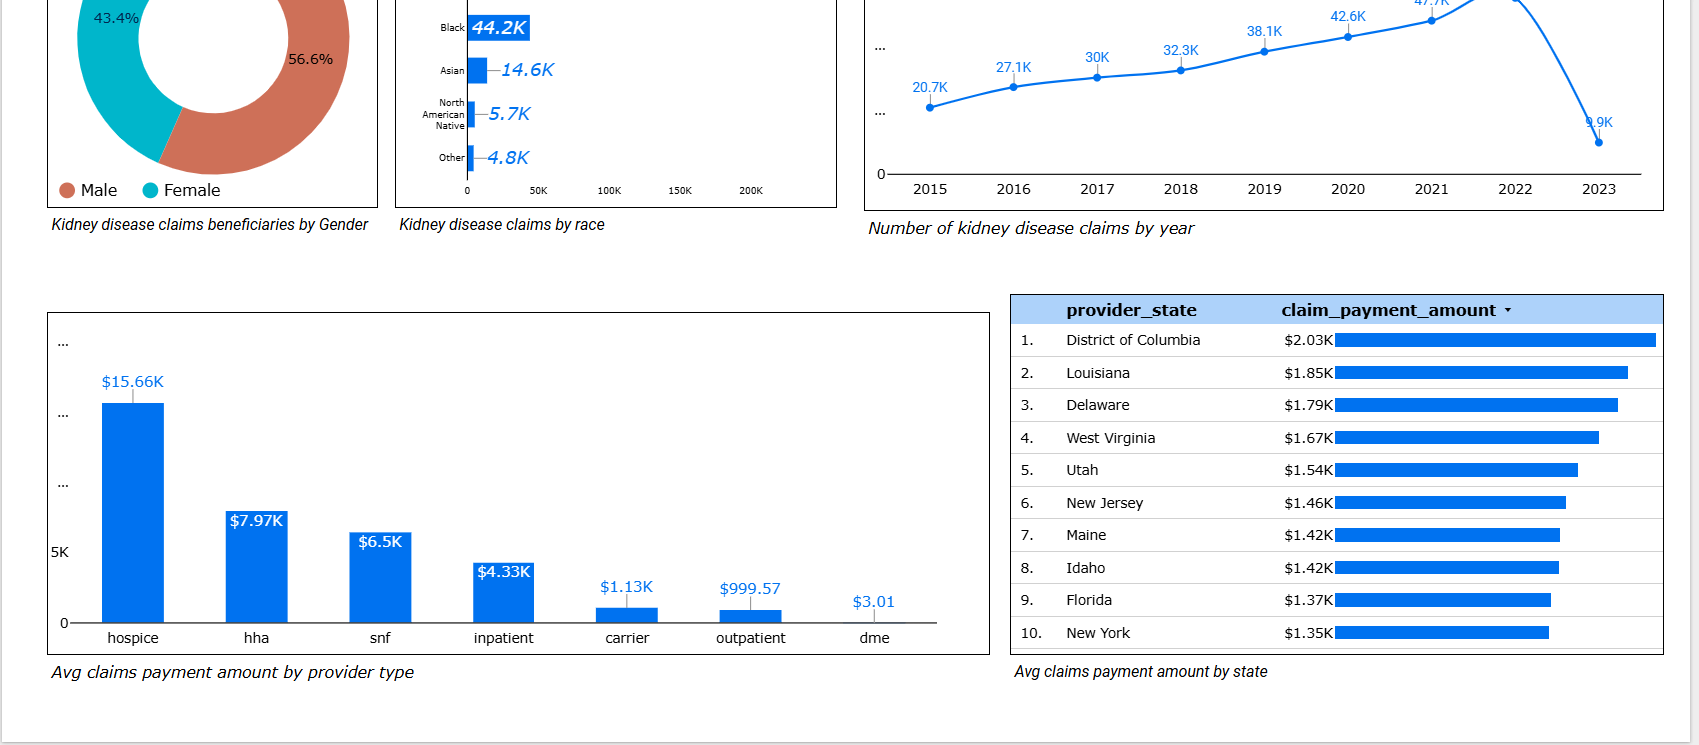 43.4%
56.6%
Male Female
Kidney disease claims beneficiaries by Gender
Black 44.2K
Asian 14.6K
North
American
Native
5.7K
Other 4.8K
0 50K 100K 150K 200K
Kidney disease claims by race
...
...
0
20.7K
27.1K
30K
32.3K
38.1K
42.6K
47.7K
9.9K
2015 2016 2017 2018 2019 2020 2021 2022 2023
Number of kidney disease claims by year
...
...
...
5K
0
$15.66K
$7.97K
$6.5K
$4.33K
$1.13K
$999.57
$3.01
hospice hha snf inpatient carrier outpatient dme
Avg claims payment amount by provider type
provider_state claim_payment_amount
1. District of Columbia $2.03K
2. Louisiana $1.85K
3. Delaware $1.79K
4. West Virginia $1.67K
5. Utah $1.54K
6. New Jersey $1.46K
7. Maine $1.42K
8. Idaho $1.42K
9. Florida $1.37K
10. New York $1.35K
Avg claims payment amount by state